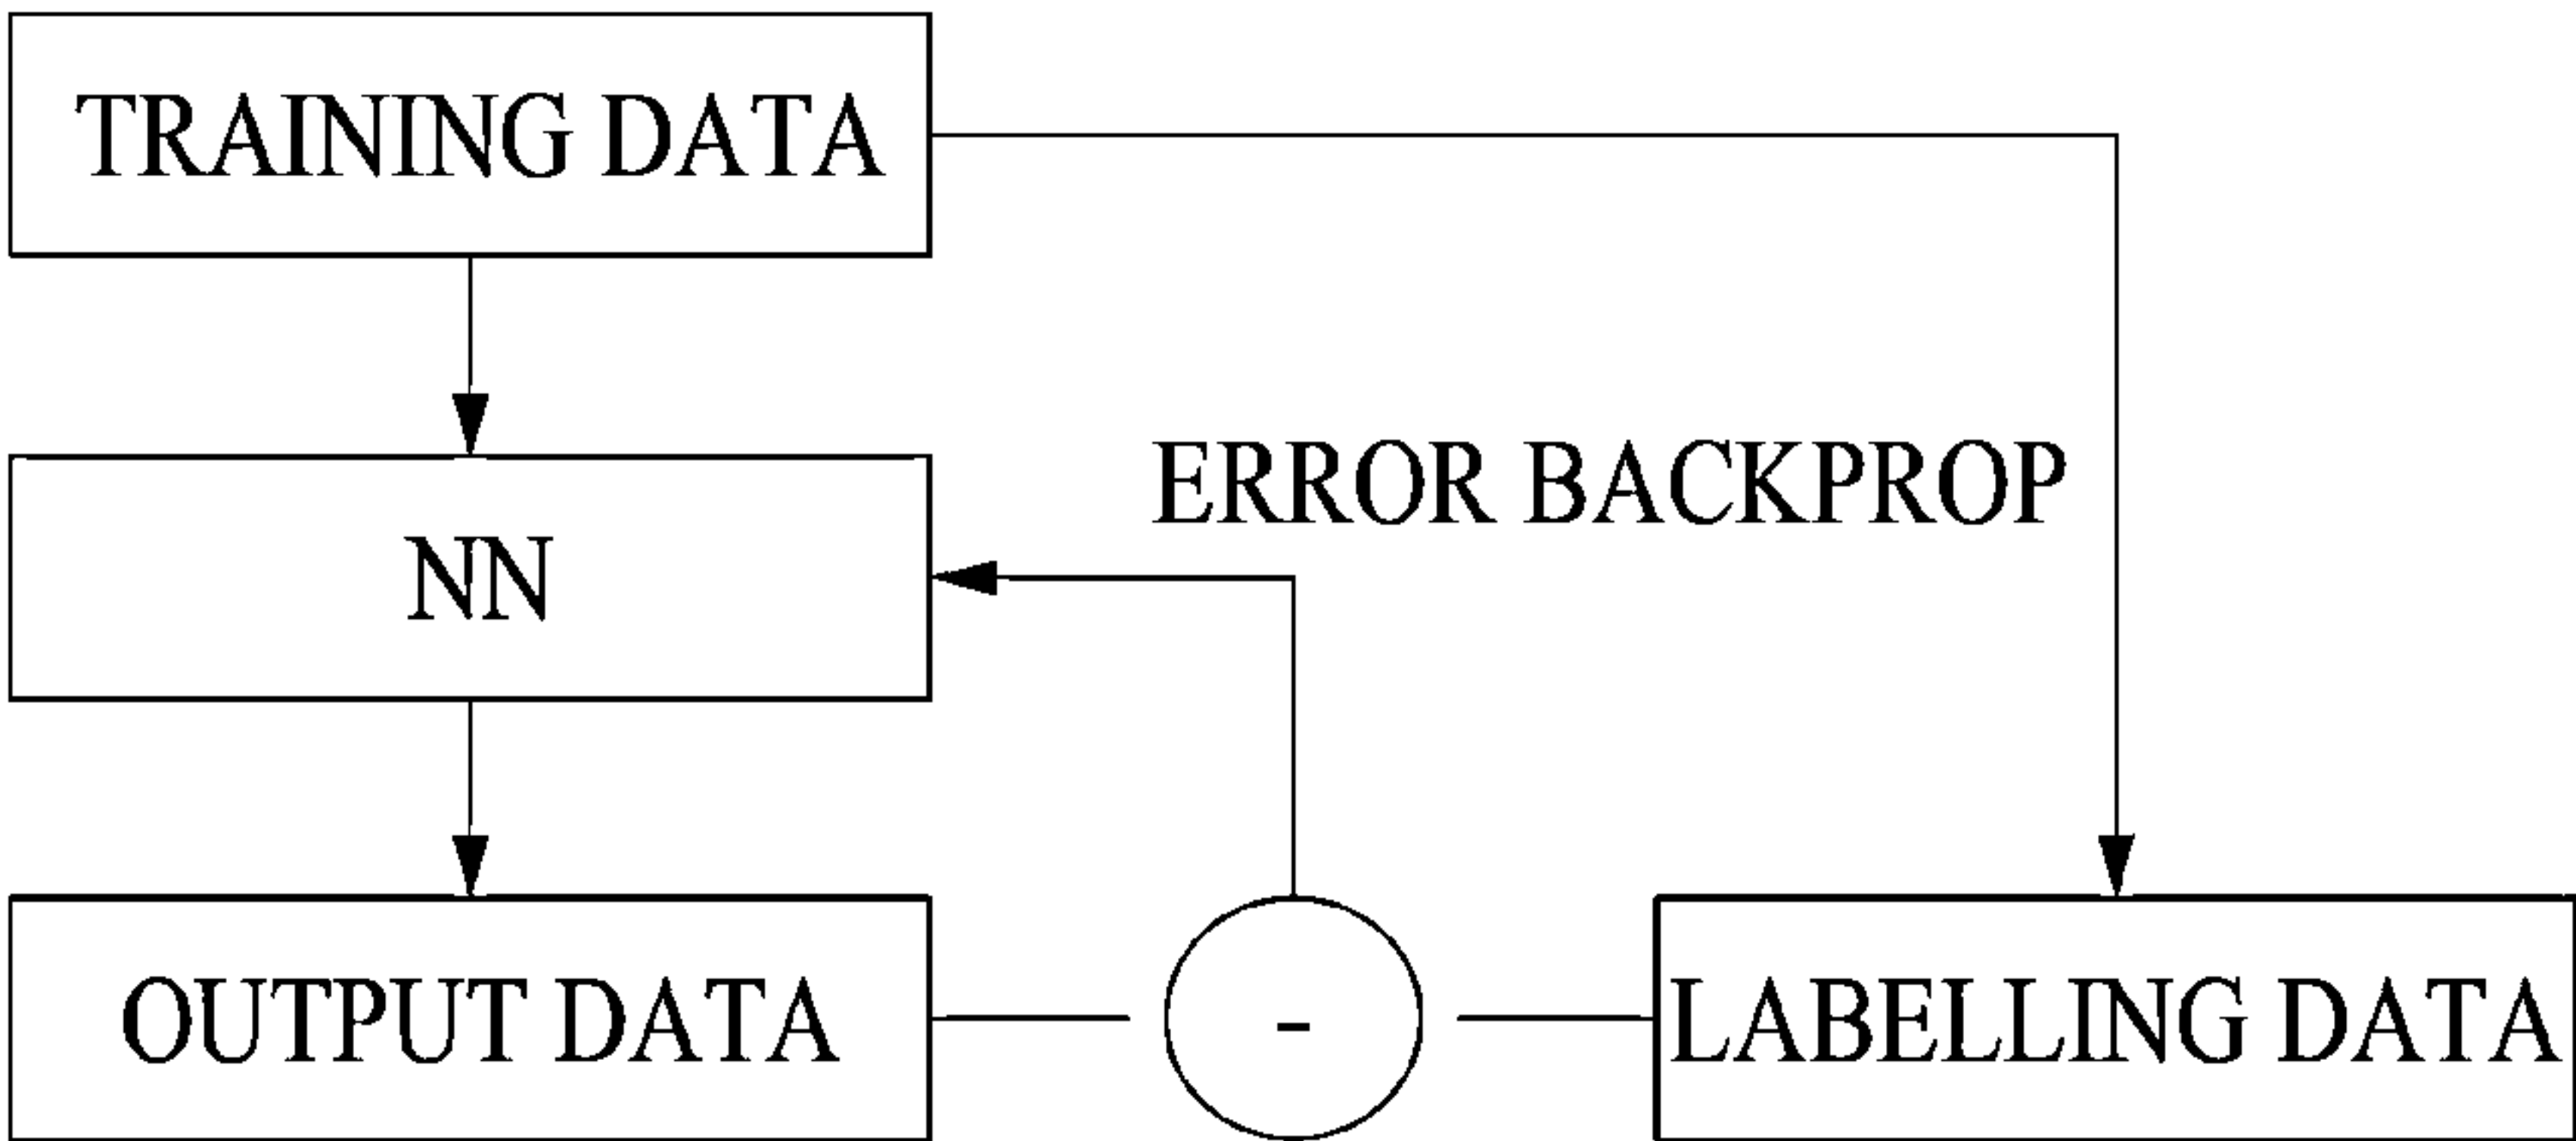 TRAINING DATA
ERROR BACKPROP
NN
OUTPUT DATA
-
LABELLING DATA